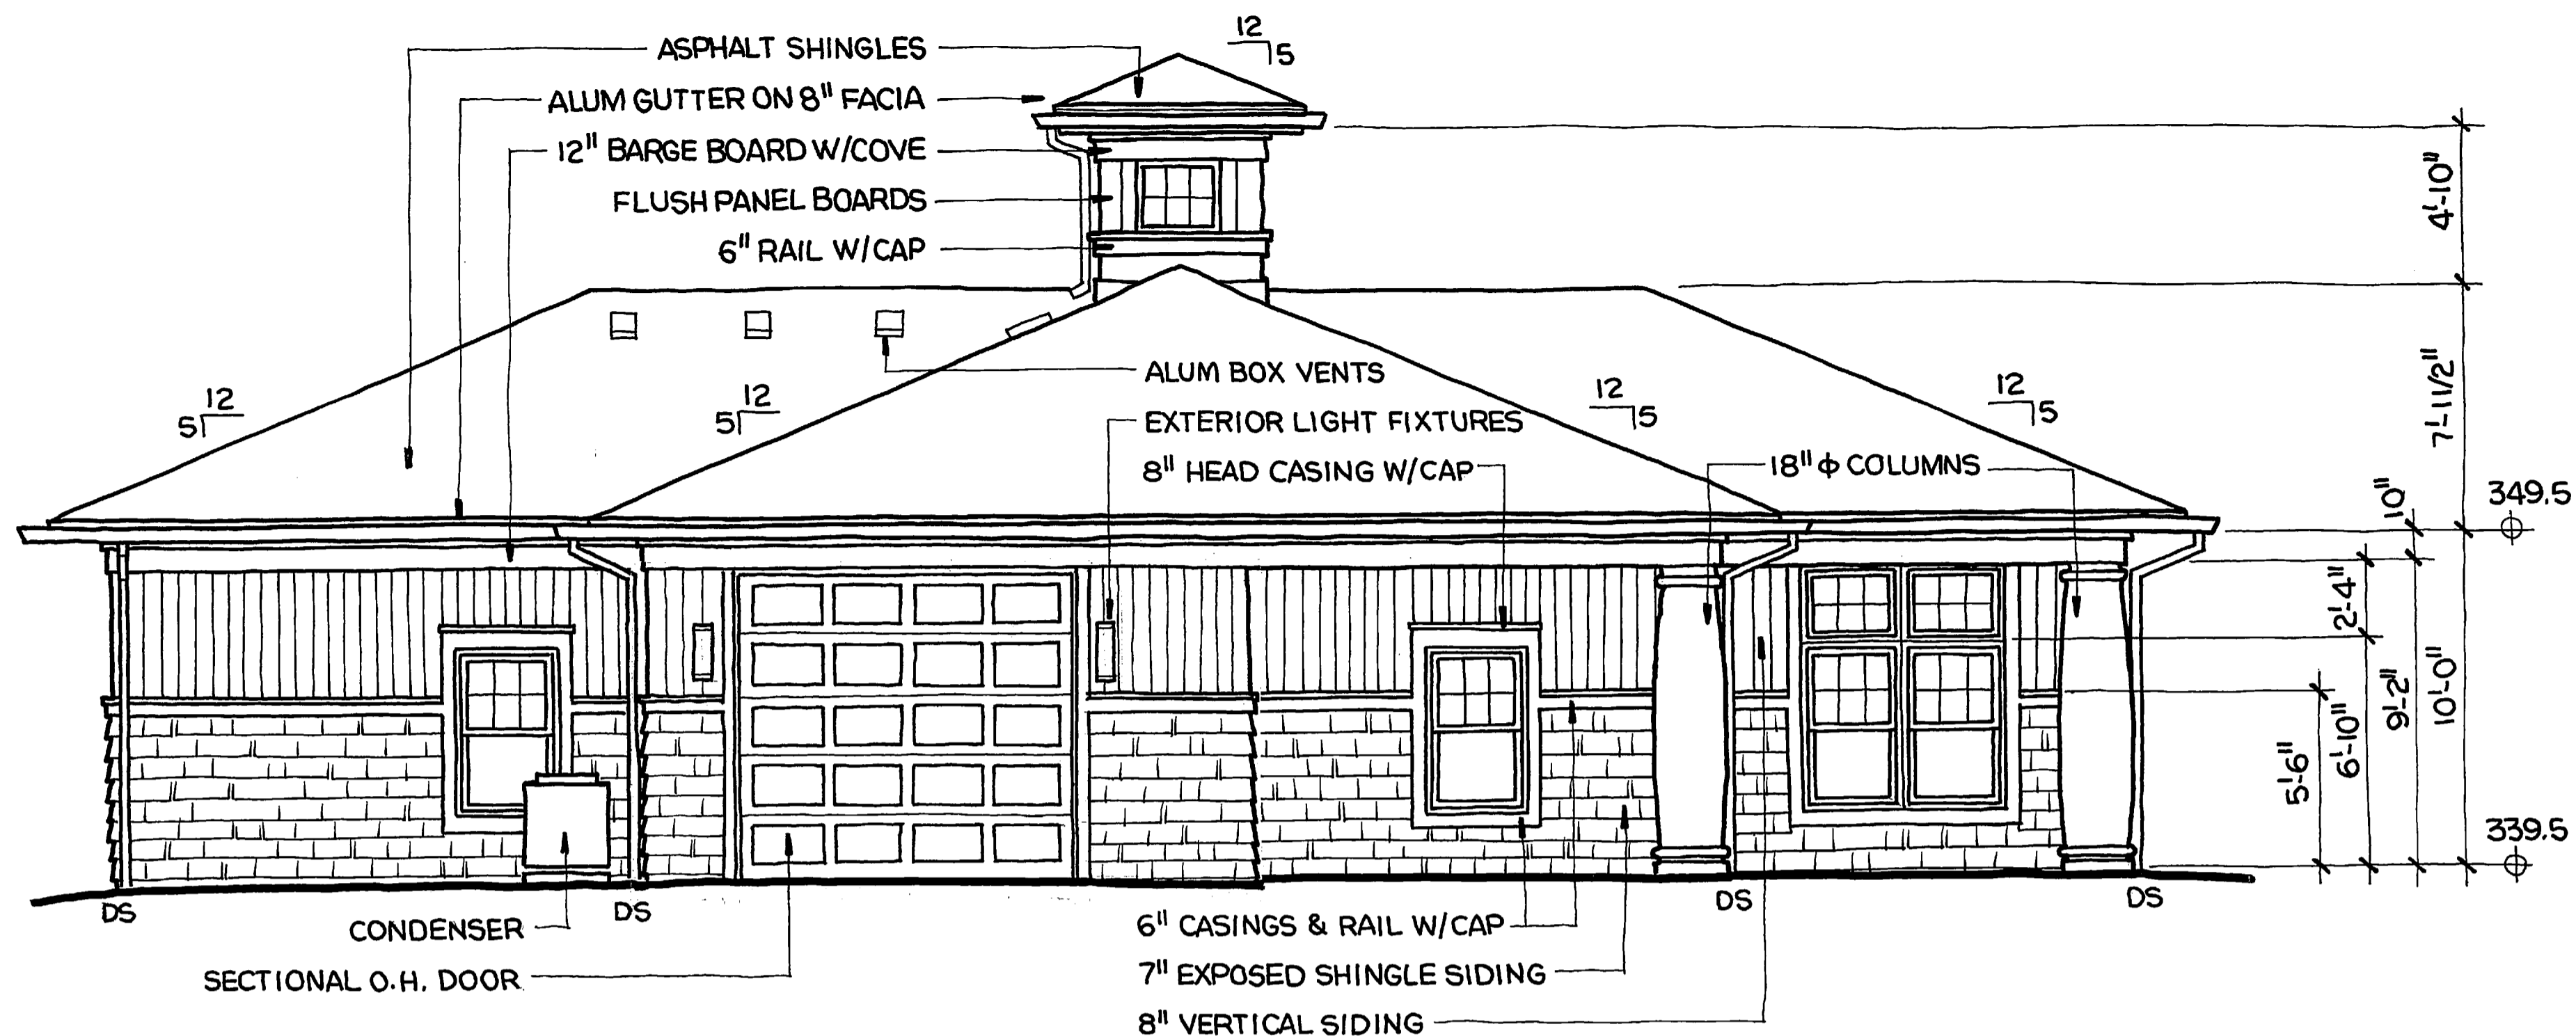 12
5
ASPHALT SHINGLES
ALUM GUTTER ON 8" FACIA
12" BARGE BOARD W/COVE
FLUSH PANEL BOARDS
6" RAIL W/CAP
4'-10"
ALUM BOX VENTS
12
5
12
5
12
5
12
5
7'-11/2"
EXTERIOR LIGHT FIXTURES
8" HEAD CASING W/CAP
18" ϕ COLUMNS
10"
349.5
2'-4"
5'-6"
6'-10"
9'-2"
10'-0"
339.5
DS
DS
DS
DS
CONDENSER
SECTIONAL O.H. DOOR
6" CASINGS & RAIL W/CAP
7" EXPOSED SHINGLE SIDING
8" VERTICAL SIDING